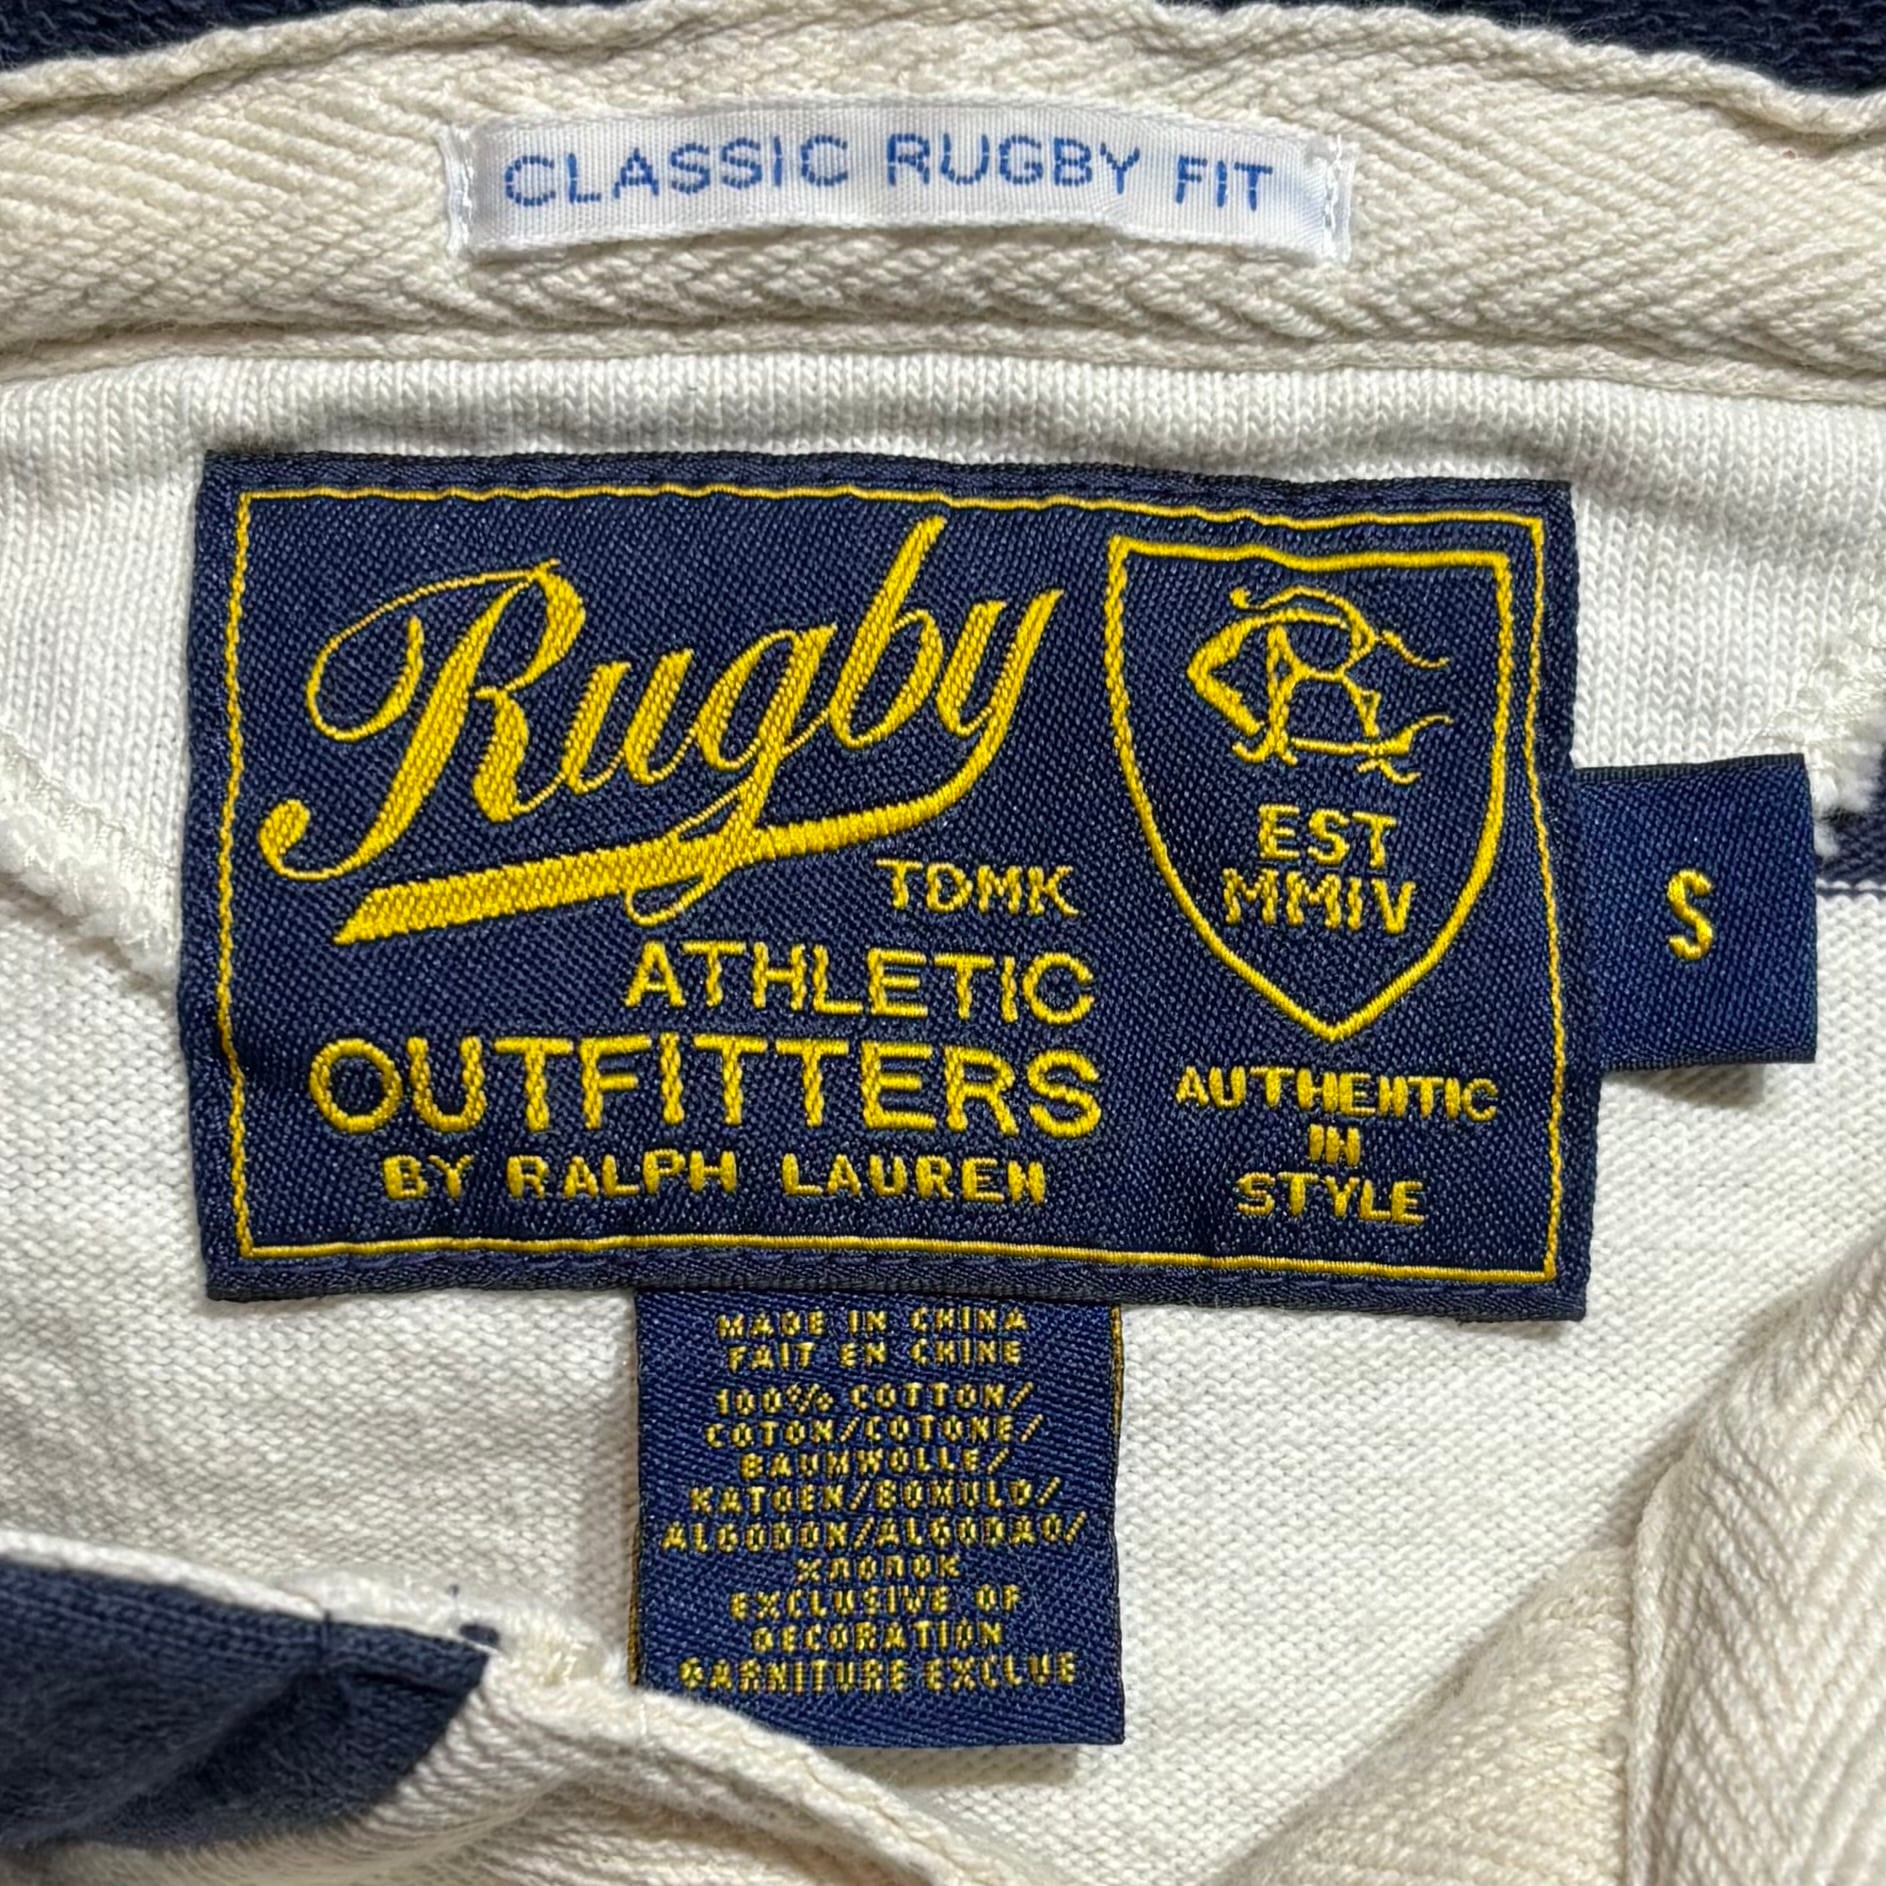 CLASSIC RUGBY FIT
Rugby
TDMK
ATHLETIC
OUTFITTERS
BY RALPH LAUREN
EST
MMIV
AUTHENTIC
IN
STYLE
S
MADE IN CHINA
FAIT EN CHINE
100% COTTON/
COTON/COTONE/
BAUMWOLLE/
KATOEN/BOMULD/
ALGODON/ALGODAO/
ХЛОПОК
EXCLUSIVE OF
DECORATION
GARNITURE EXCLUE